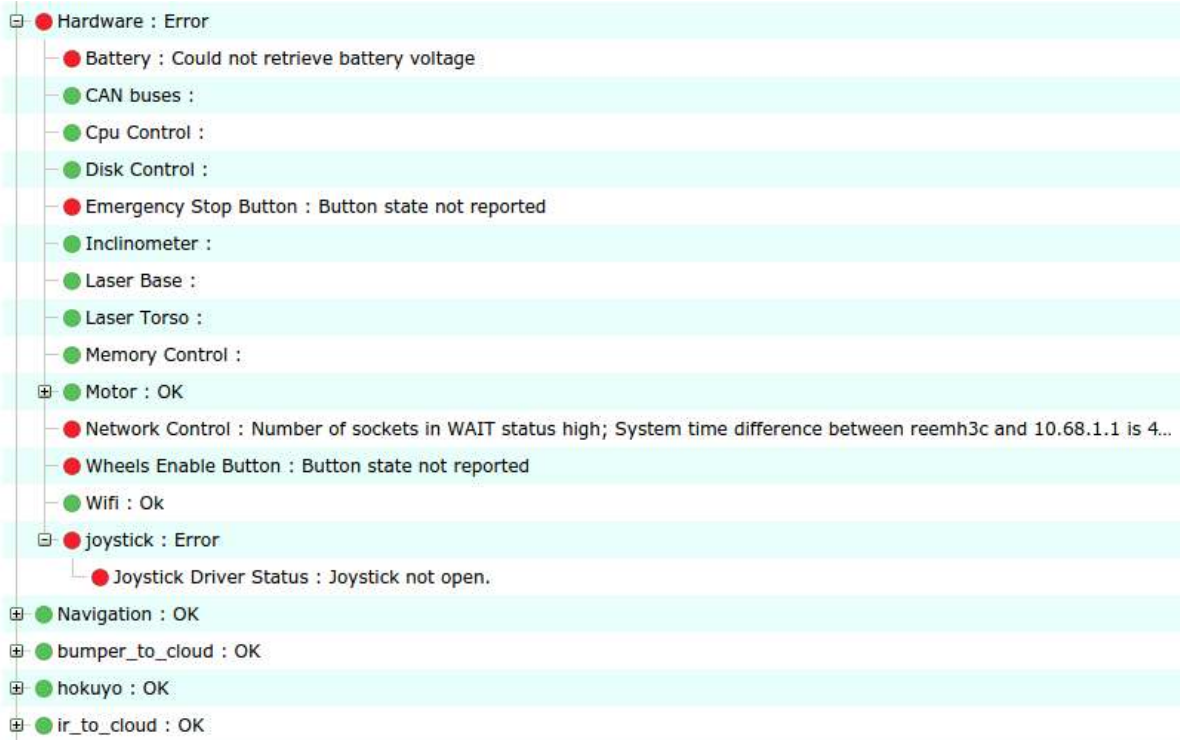 Hardware : Error
Battery : Could not retrieve battery voltage
CAN buses :
Cpu Control :
Disk Control :
Emergency Stop Button : Button state not reported
Inclinometer :
Laser Base :
Laser Torso :
Memory Control :
Motor : OK
Network Control : Number of sockets in WAIT status high; System time difference between reemh3c and 10.68.1.1 is 4...
Wheels Enable Button : Button state not reported
Wifi : Ok
joystick : Error
Joystick Driver Status : Joystick not open.
Navigation : OK
bumper_to_cloud : OK
hokuyo : OK
ir_to_cloud : OK